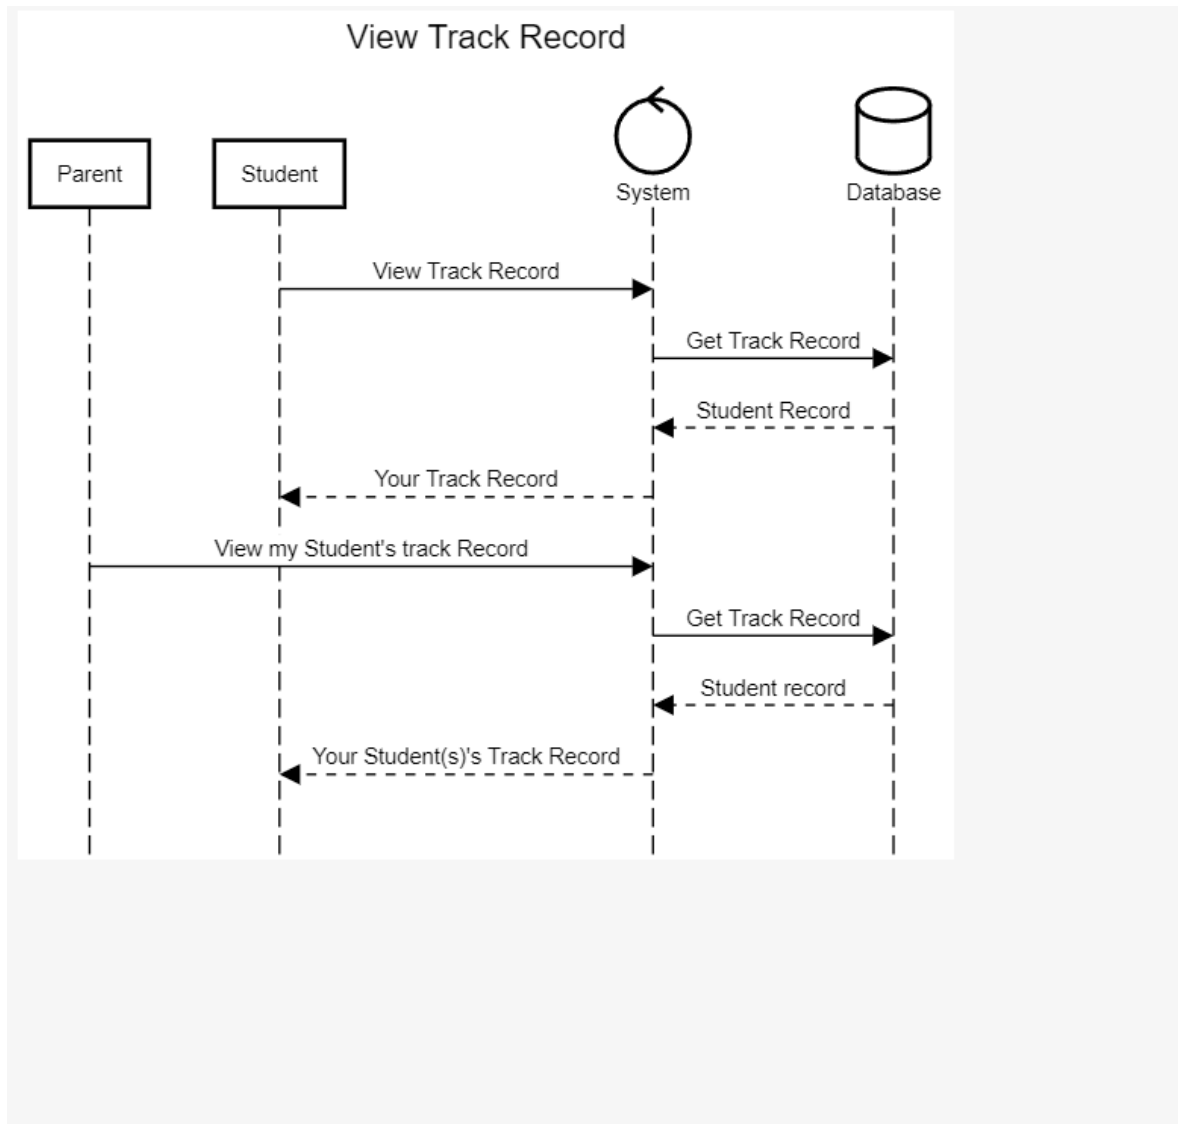 View Track Record
Parent
Student
System
Database
View Track Record
Get Track Record
Student Record
Your Track Record
View my Student's track Record
Get Track Record
Student record
Your Student(s)'s Track Record